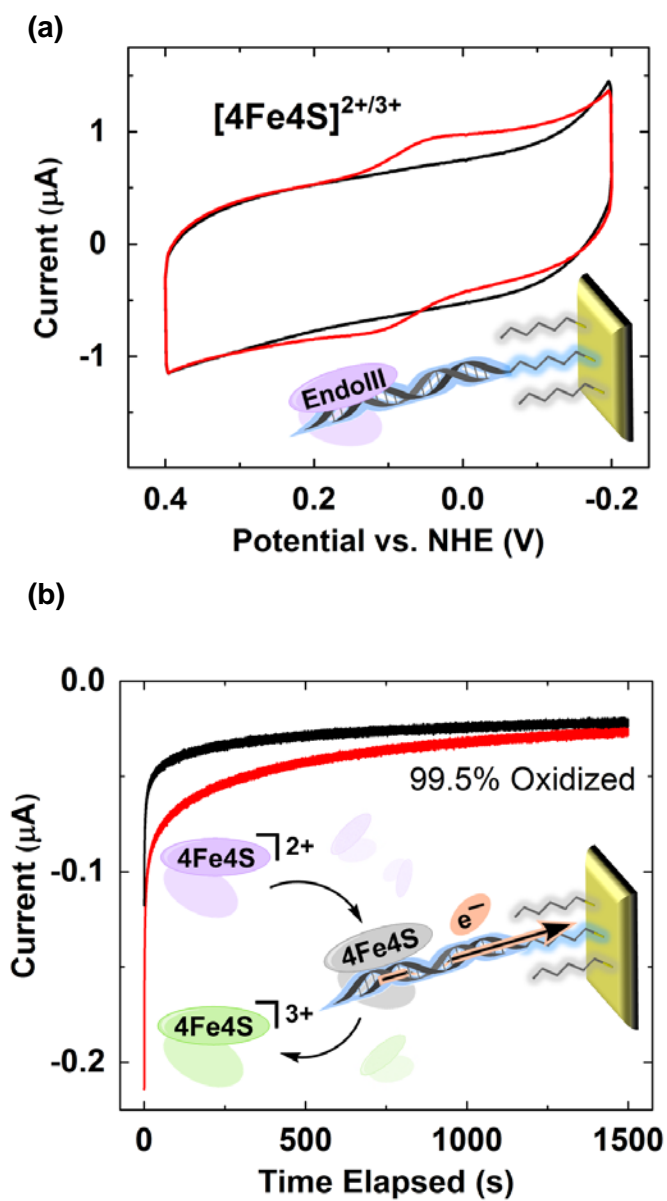 (a)
[4Fe4S]2+/3+
1
0
-1
Current (μA)
EndoIII
0.4
0.2
0.0
-0.2
Potential vs. NHE (V)
(b)
0.0
-0.1
-0.2
Current (μA)
99.5% Oxidized
4Fe4S
2+
e−
4Fe4S
4Fe4S
3+
0
500
1000
1500
Time Elapsed (s)